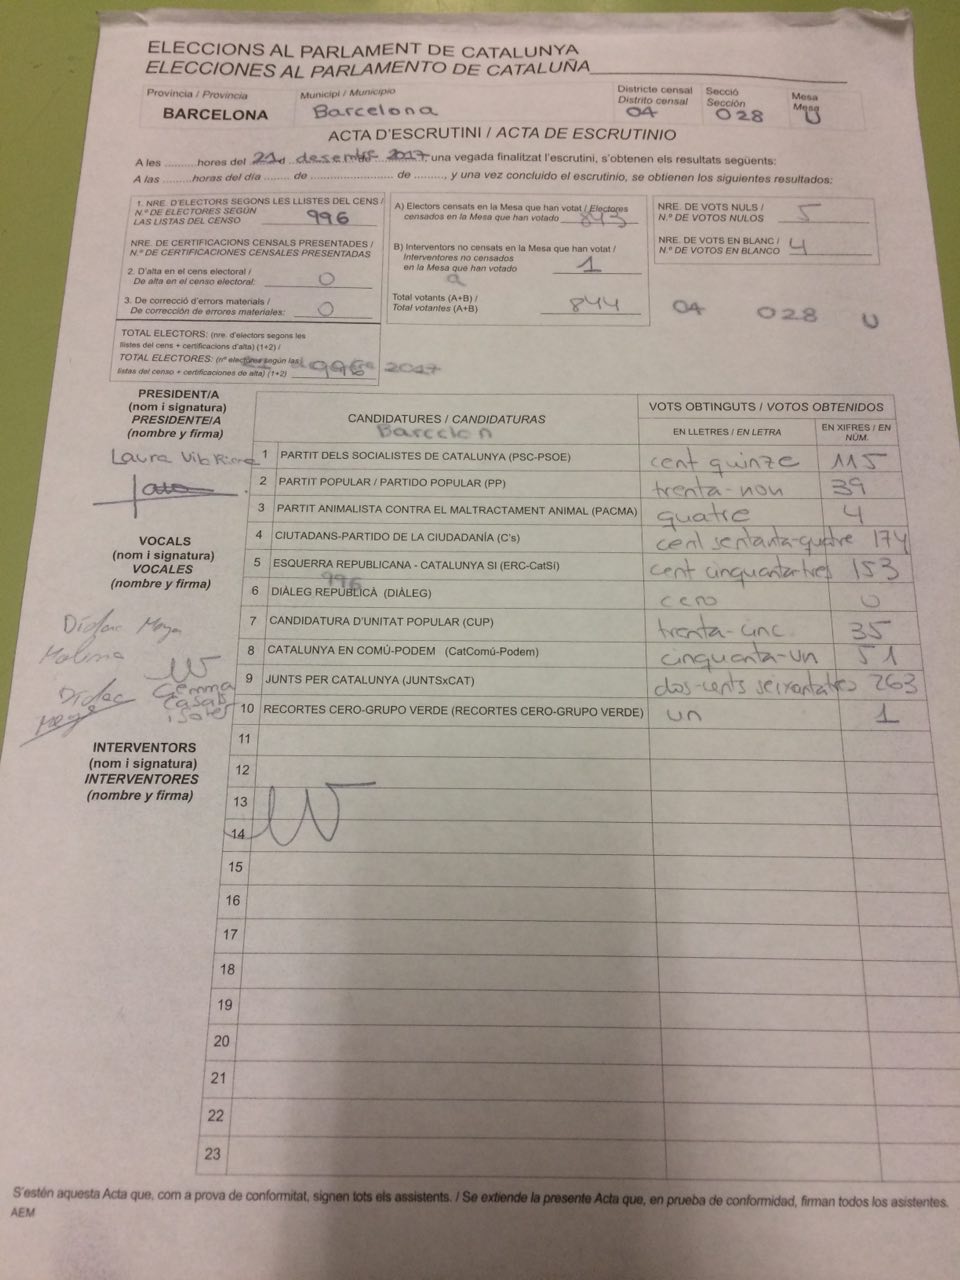 ELECCIONS AL PARLAMENT DE CATALUNYA
ELECCIONES AL PARLAMENTO DE CATALUÑA
Província / Provincia
BARCELONA
Municipi / Municipio
Barcelona
Districte censal
Distrito censal
04
Secció
Sección
028
Mesa
Mesa
U
ACTA D'ESCRUTINI / ACTA DE ESCRUTINIO
A les .......... hores del 21 d desembre 2017, una vegada finalitzat l'escrutini, s'obtenen els resultats següents:
A las .......... horas del día ....... de ...................... de ........, y una vez concluido el escrutinio, se obtienen los siguientes resultados:
1. NRE. D'ELECTORS SEGONS LES LLISTES DEL CENS /
N.º DE ELECTORES SEGÚN
LAS LISTAS DEL CENSO 996
NRE. DE CERTIFICACIONS CENSALS PRESENTADES /
N.º DE CERTIFICACIONES CENSALES PRESENTADAS
2. D'alta en el cens electoral /
De alta en el censo electoral: 0
3. De correcció d'errors materials /
De corrección de errores materiales: 0
TOTAL ELECTORS: (nre. d'electors segons les
llistes del cens + certificacions d'alta) (1+2) /
TOTAL ELECTORES: (nº electores según las
listas del censo + certificaciones de alta) (1+2) 996
2017
A) Electors censats en la Mesa que han votat / Electores
censados en la Mesa que han votado 843
B) Interventors no censats en la Mesa que han votat /
Interventores no censados
en la Mesa que han votado 1
Total votants (A+B) /
Total votantes (A+B) 844
NRE. DE VOTS NULS /
N.º DE VOTOS NULOS 5
NRE. DE VOTS EN BLANC /
N.º DE VOTOS EN BLANCO 4
04 028 U
PRESIDENT/A
(nom i signatura)
PRESIDENTE/A
(nombre y firma)
Laura
CANDIDATURES / CANDIDATURAS
Barcelon
VOTS OBTINGUTS / VOTOS OBTENIDOS
EN LLETRES / EN LETRA
EN XIFRES / EN NÚM.
1 PARTIT DELS SOCIALISTES DE CATALUNYA (PSC-PSOE) cent quinze 115
2 PARTIT POPULAR / PARTIDO POPULAR (PP) trenta-nou 39
3 PARTIT ANIMALISTA CONTRA EL MALTRACTAMENT ANIMAL (PACMA) quatre 4
4 CIUTADANS-PARTIDO DE LA CIUDADANÍA (C's) cent sentanta-quatre 174
5 ESQUERRA REPUBLICANA - CATALUNYA SI (ERC-CatSí) cent cinquanta-tres 153
996
6 DIÀLEG REPUBLICÀ (DIÀLEG) cero 0
7 CANDIDATURA D'UNITAT POPULAR (CUP) trenta-cinc 35
8 CATALUNYA EN COMÚ-PODEM (CatComú-Podem) cinquanta-un 51
9 JUNTS PER CATALUNYA (JUNTSxCAT) dos-cents seixantatres 263
10 RECORTES CERO-GRUPO VERDE (RECORTES CERO-GRUPO VERDE) un 1
11
12
13
14
15
16
17
18
19
20
21
22
23
VOCALS
(nom i signatura)
VOCALES
(nombre y firma)
Dídac Moya
Molina
Gemma
Casals
INTERVENTORS
(nom i signatura)
INTERVENTORES
(nombre y firma)
S'estén aquesta Acta que, com a prova de conformitat, signen tots els assistents. / Se extiende la presente Acta que, en prueba de conformidad, firman todos los asistentes.
AEM